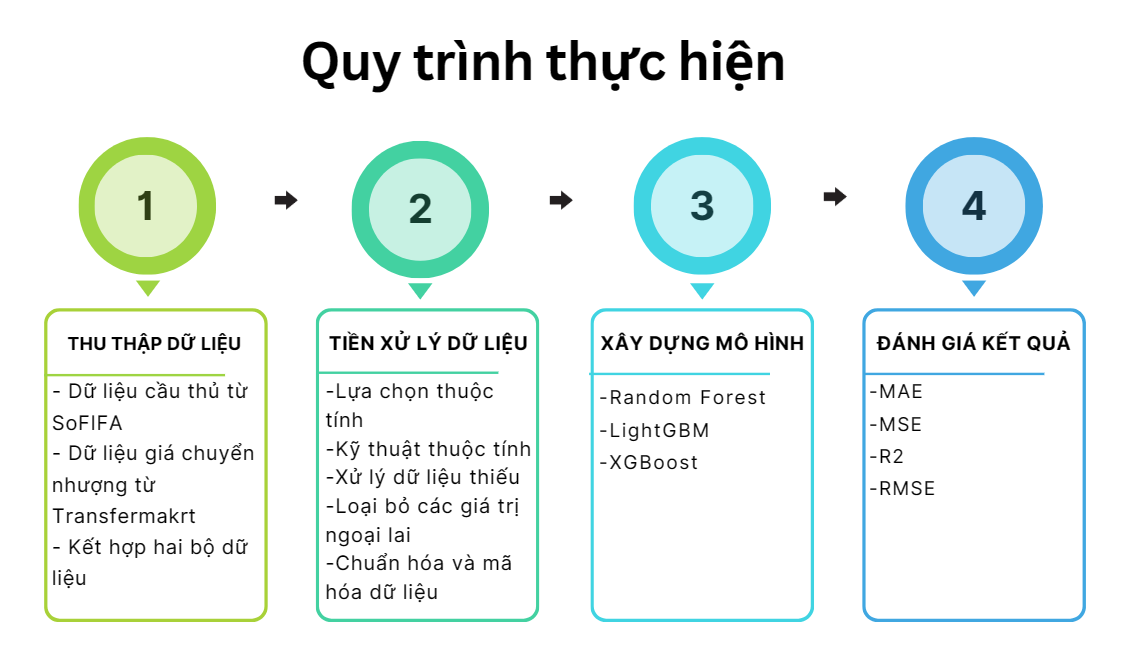 Quy trình thực hiện
1
2
3
4
THU THẬP DỮ LIỆU
- Dữ liệu cầu thủ từ
SoFIFA
- Dữ liệu giá chuyển
nhượng từ
Transfermakrt
- Kết hợp hai bộ dữ
liệu
TIỀN XỬ LÝ DỮ LIỆU
-Lựa chọn thuộc
tính
-Kỹ thuật thuộc tính
-Xử lý dữ liệu thiếu
-Loại bỏ các giá trị
ngoại lai
-Chuẩn hóa và mã
hóa dữ liệu
XÂY DỰNG MÔ HÌNH
-Random Forest
-LightGBM
-XGBoost
ĐÁNH GIÁ KẾT QUẢ
-MAE
-MSE
-R2
-RMSE